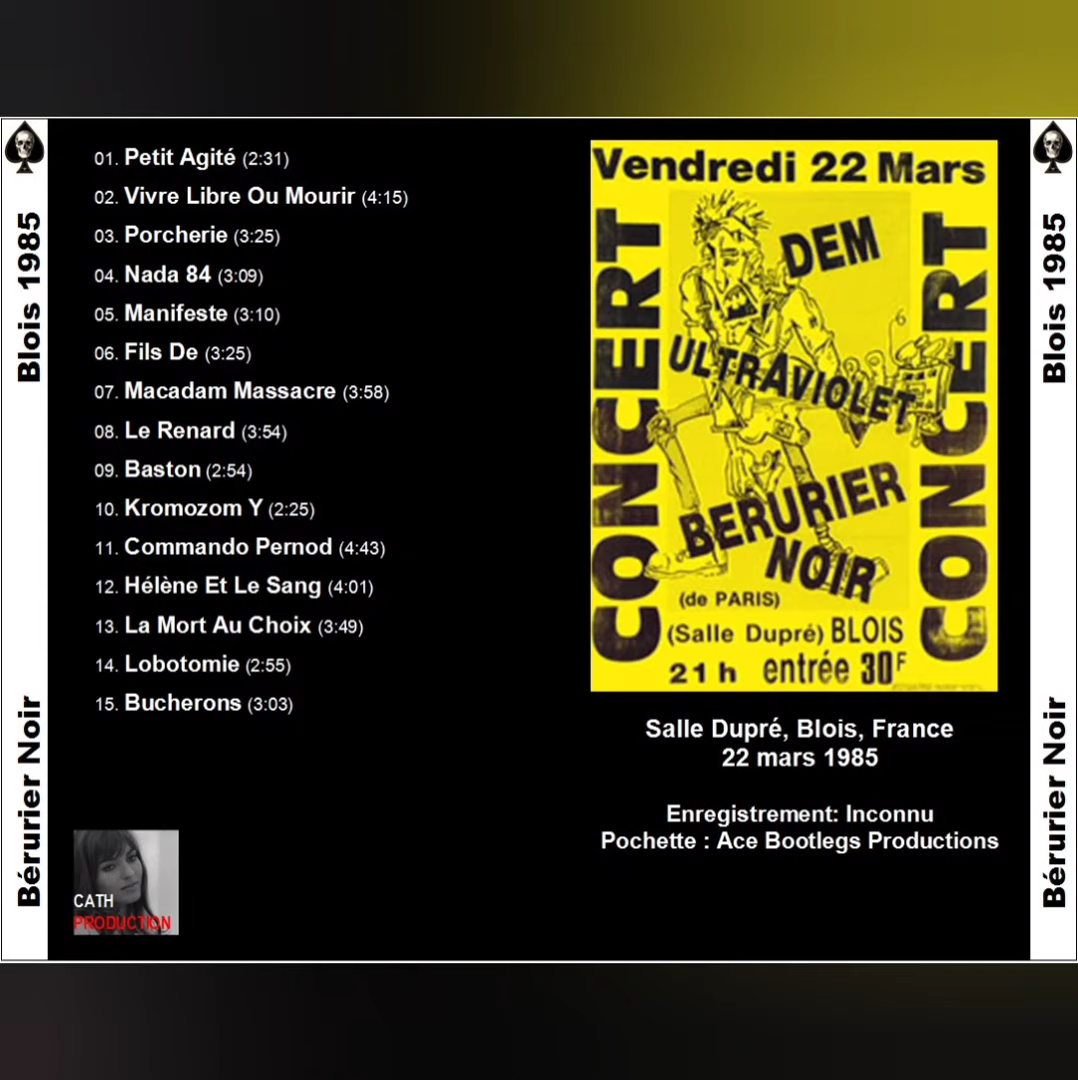 Blois 1985
Bérurier Noir
01. Petit Agité (2:31)
02. Vivre Libre Ou Mourir (4:15)
03. Porcherie (3:25)
04. Nada 84 (3:09)
05. Manifeste (3:10)
06. Fils De (3:25)
07. Macadam Massacre (3:58)
08. Le Renard (3:54)
09. Baston (2:54)
10. Kromozom Y (2:25)
11. Commando Pernod (4:43)
12. Hélène Et Le Sang (4:01)
13. La Mort Au Choix (3:49)
14. Lobotomie (2:55)
15. Bucherons (3:03)
CATH
PRODUCTION
Vendredi 22 Mars
CONCERT
DEM
ULTRAVIOLET
BERURIER
NOIR
(de PARIS)
(Salle Dupré) BLOIS
21 h entrée 30F
CONCERT
Salle Dupré, Blois, France
22 mars 1985
Enregistrement: Inconnu
Pochette : Ace Bootlegs Productions
Blois 1985
Bérurier Noir